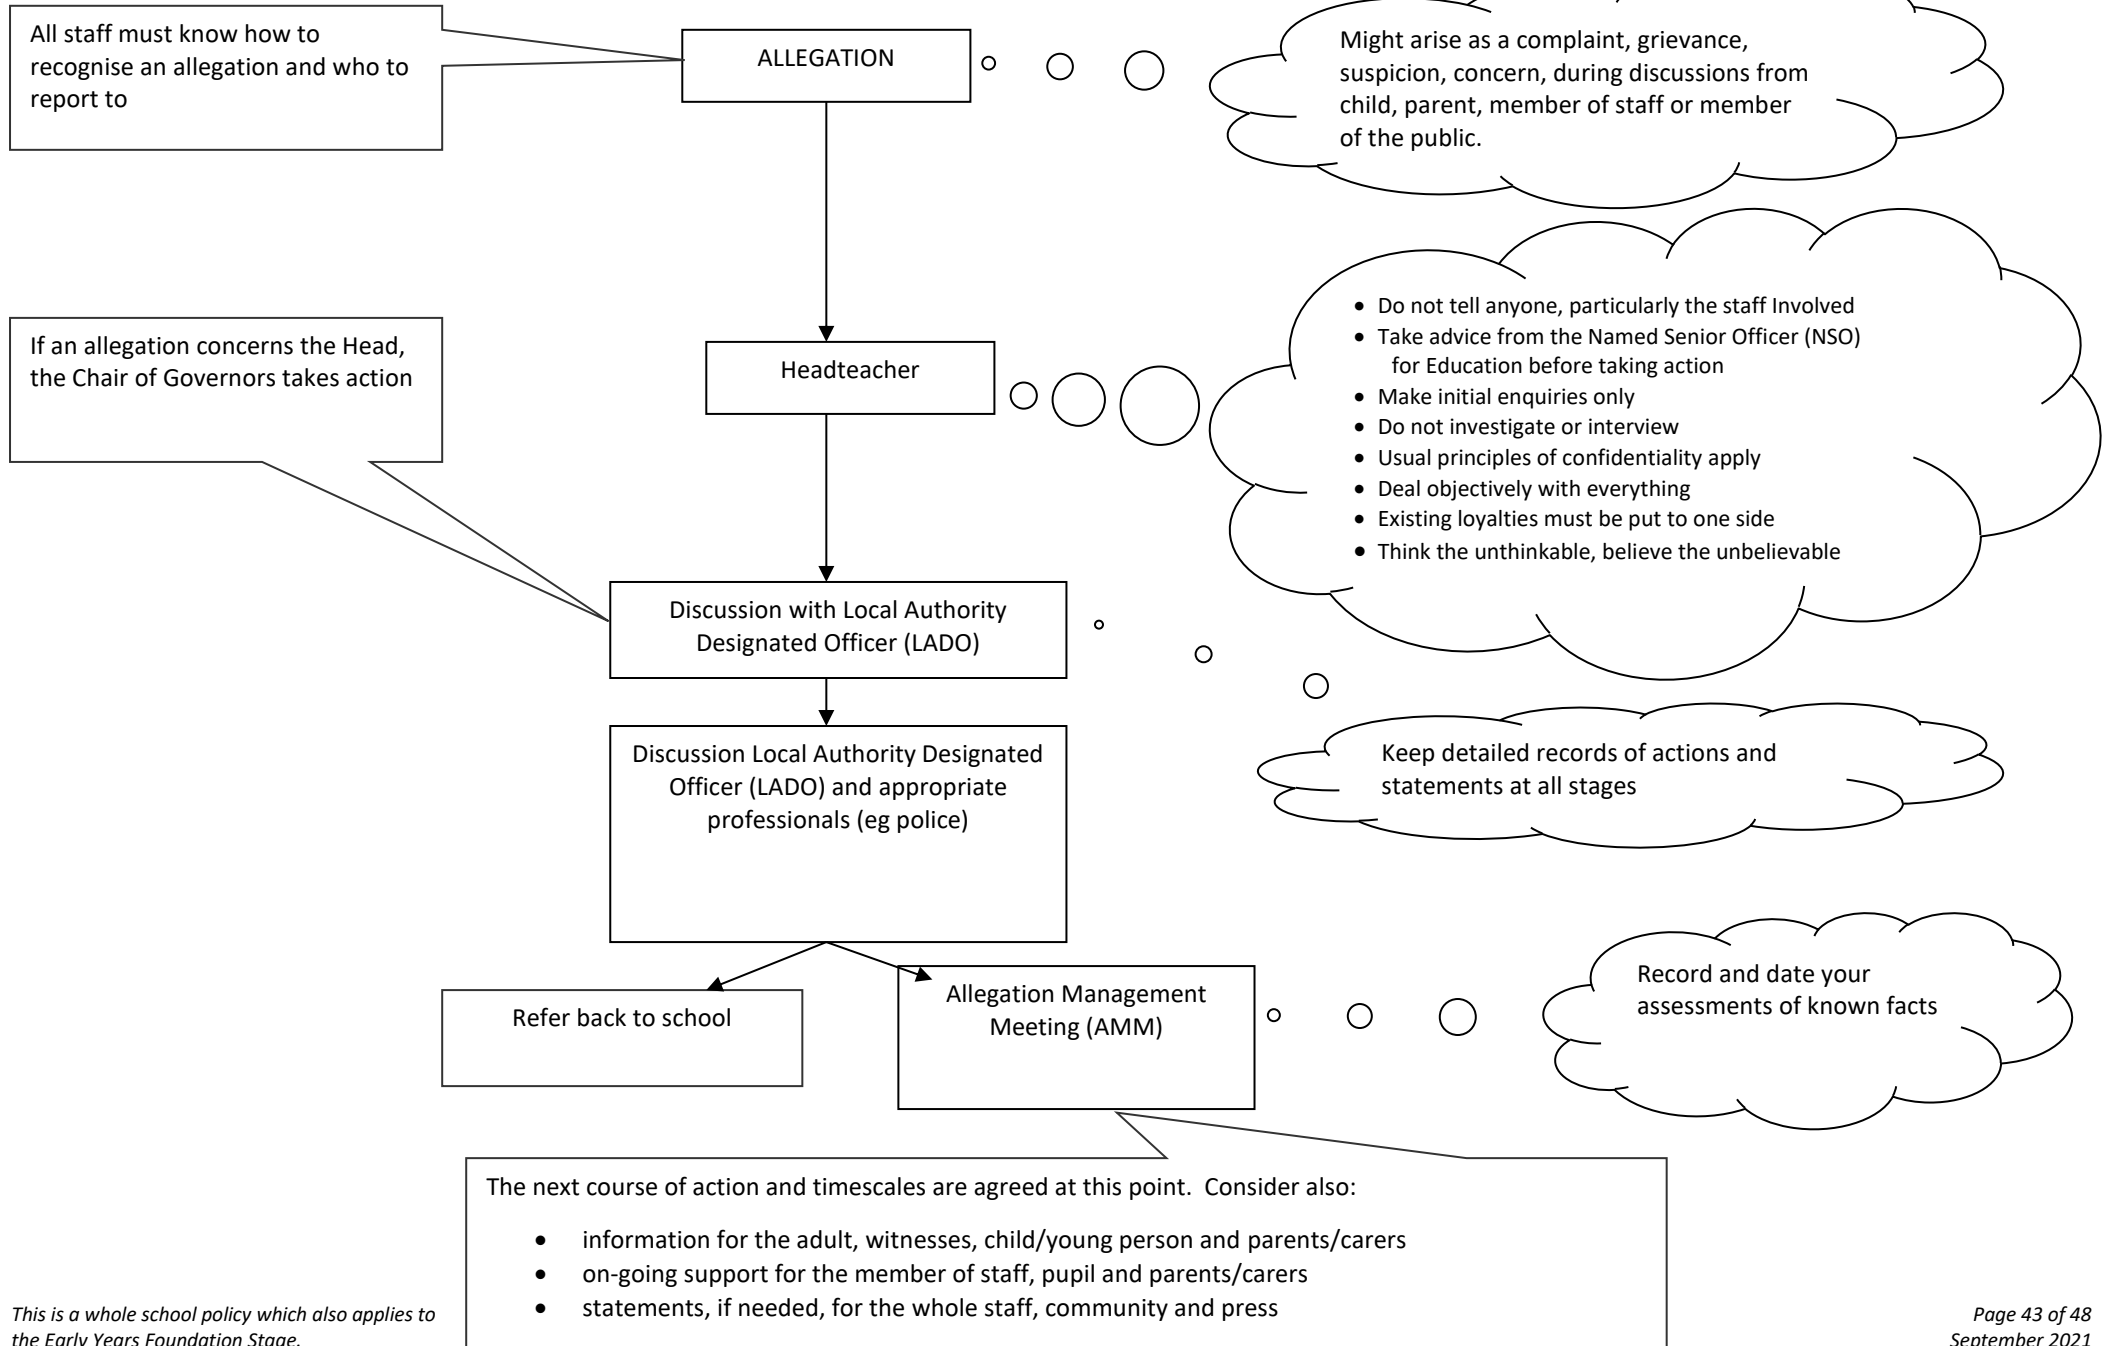 All staff must know how to
recognise an allegation and who to
report to
ALLEGATION
Might arise as a complaint, grievance,
suspicion, concern, during discussions from
child, parent, member of staff or member
of the public.
If an allegation concerns the Head,
the Chair of Governors takes action
Headteacher
• Do not tell anyone, particularly the staff Involved
• Take advice from the Named Senior Officer (NSO)
for Education before taking action
• Make initial enquiries only
• Do not investigate or interview
• Usual principles of confidentiality apply
• Deal objectively with everything
• Existing loyalties must be put to one side
• Think the unthinkable, believe the unbelievable
Discussion with Local Authority
Designated Officer (LADO)
Discussion Local Authority Designated
Officer (LADO) and appropriate
professionals (eg police)
Keep detailed records of actions and
statements at all stages
Refer back to school
Allegation Management
Meeting (AMM)
Record and date your
assessments of known facts
The next course of action and timescales are agreed at this point.  Consider also:
• information for the adult, witnesses, child/young person and parents/carers
• on-going support for the member of staff, pupil and parents/carers
• statements, if needed, for the whole staff, community and press
This is a whole school policy which also applies to
the Early Years Foundation Stage.
Page 43 of 48
September 2021